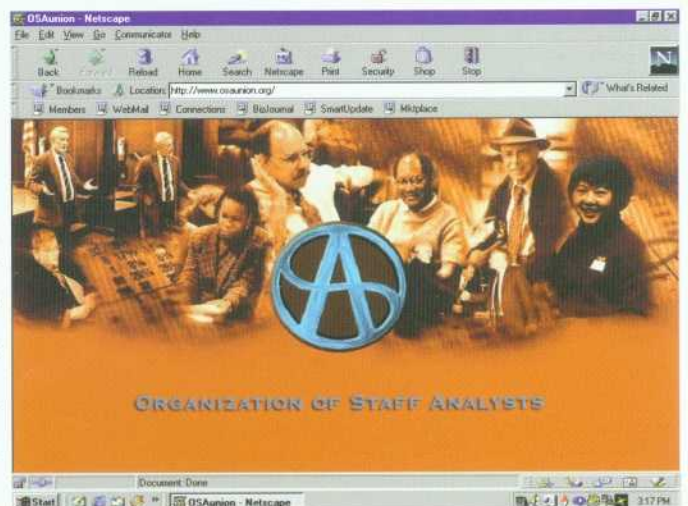 OSAunion - Netscape
File Edit View Go Communicator Help
Back Forward Reload Home Search Netscape Print Security Shop Stop
N
Bookmarks Location: http://www.osaunion.org/ What's Related
Members WebMail Connections BizJournal SmartUpdate Mktplace
ORGANIZATION OF STAFF ANALYSTS
Document: Done
Start OSAunion - Netscape 3:17 PM